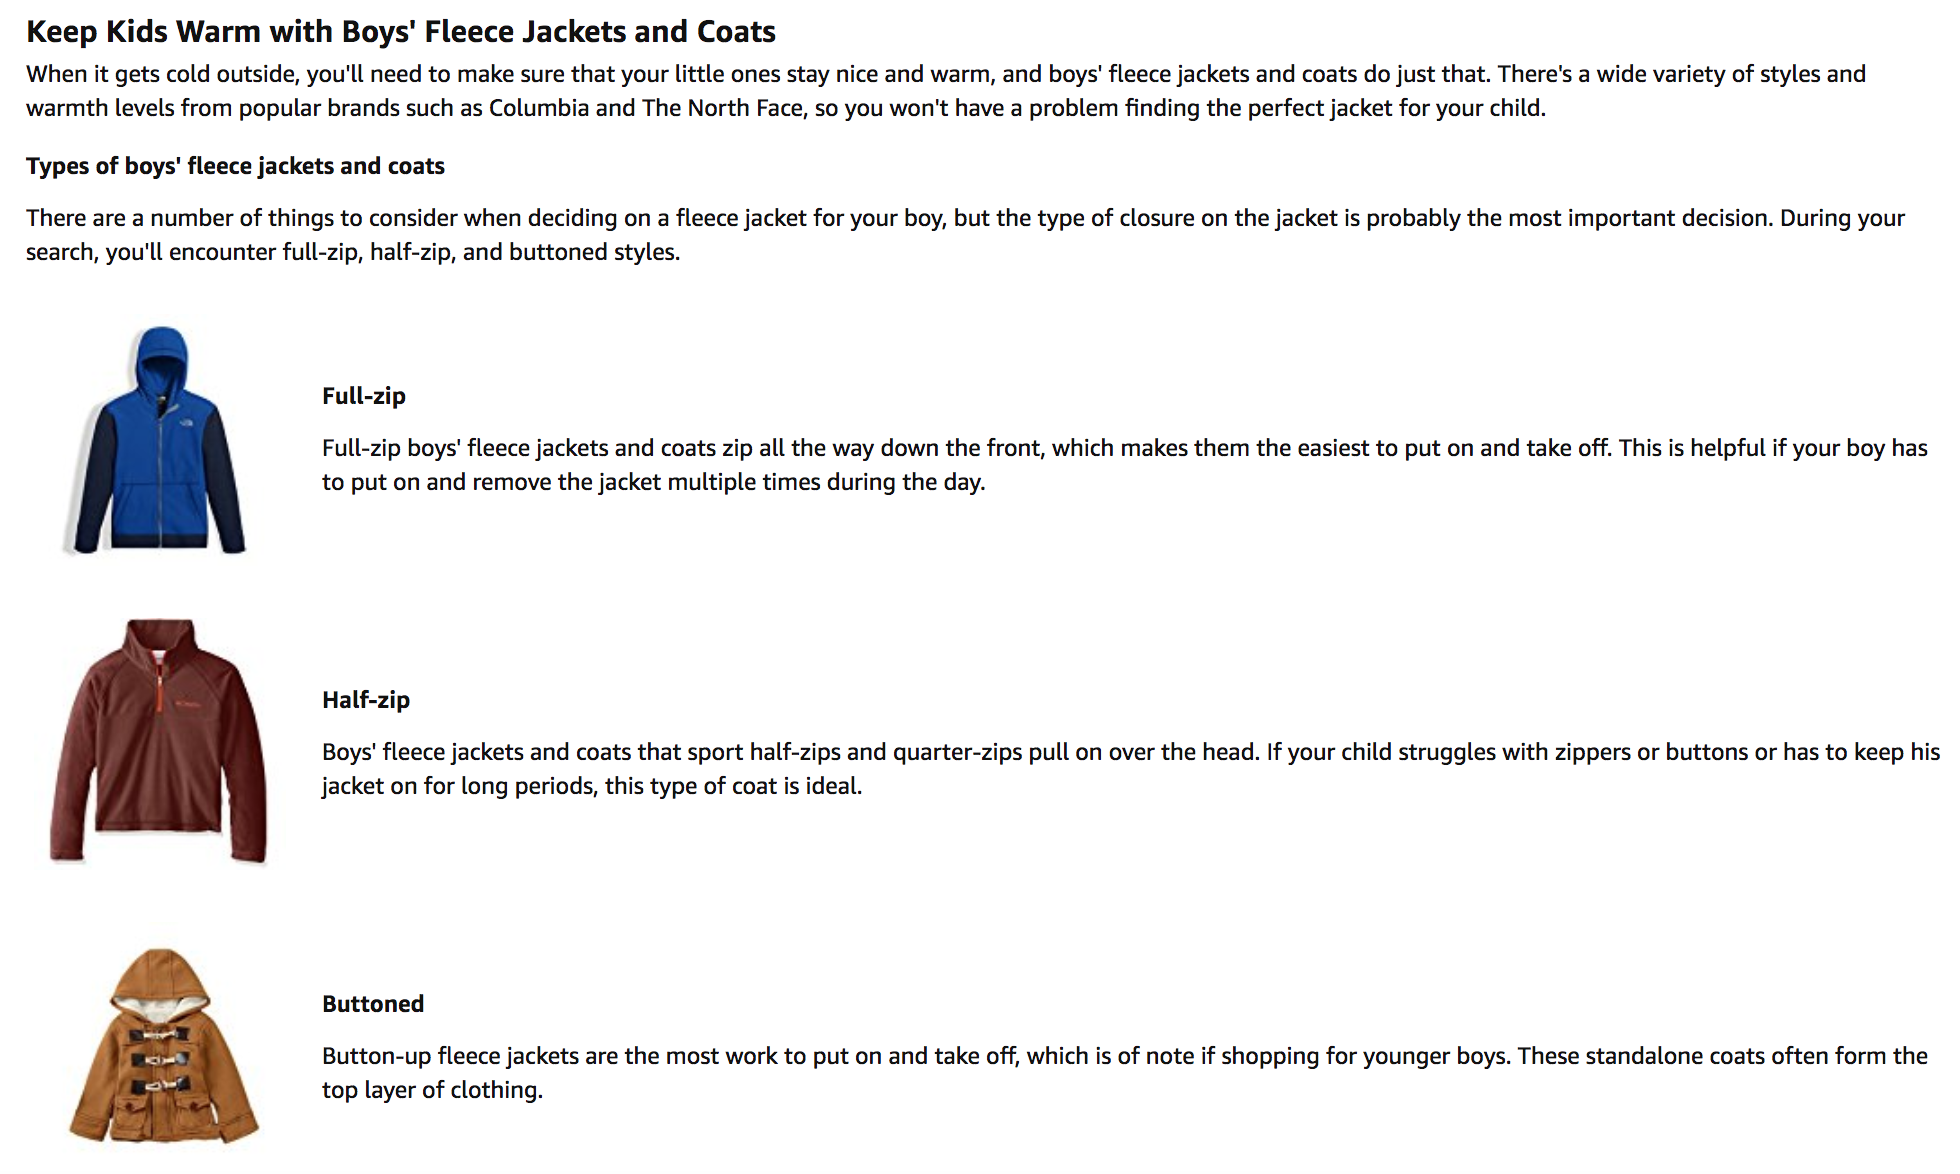 Keep Kids Warm with Boys' Fleece Jackets and Coats
When it gets cold outside, you'll need to make sure that your little ones stay nice and warm, and boys' fleece jackets and coats do just that. There's a wide variety of styles and
warmth levels from popular brands such as Columbia and The North Face, so you won't have a problem finding the perfect jacket for your child.
Types of boys' fleece jackets and coats
There are a number of things to consider when deciding on a fleece jacket for your boy, but the type of closure on the jacket is probably the most important decision. During your
search, you'll encounter full-zip, half-zip, and buttoned styles.
Full-zip
Full-zip boys' fleece jackets and coats zip all the way down the front, which makes them the easiest to put on and take off. This is helpful if your boy has
to put on and remove the jacket multiple times during the day.
Half-zip
Boys' fleece jackets and coats that sport half-zips and quarter-zips pull on over the head. If your child struggles with zippers or buttons or has to keep his
jacket on for long periods, this type of coat is ideal.
Buttoned
Button-up fleece jackets are the most work to put on and take off, which is of note if shopping for younger boys. These standalone coats often form the
top layer of clothing.